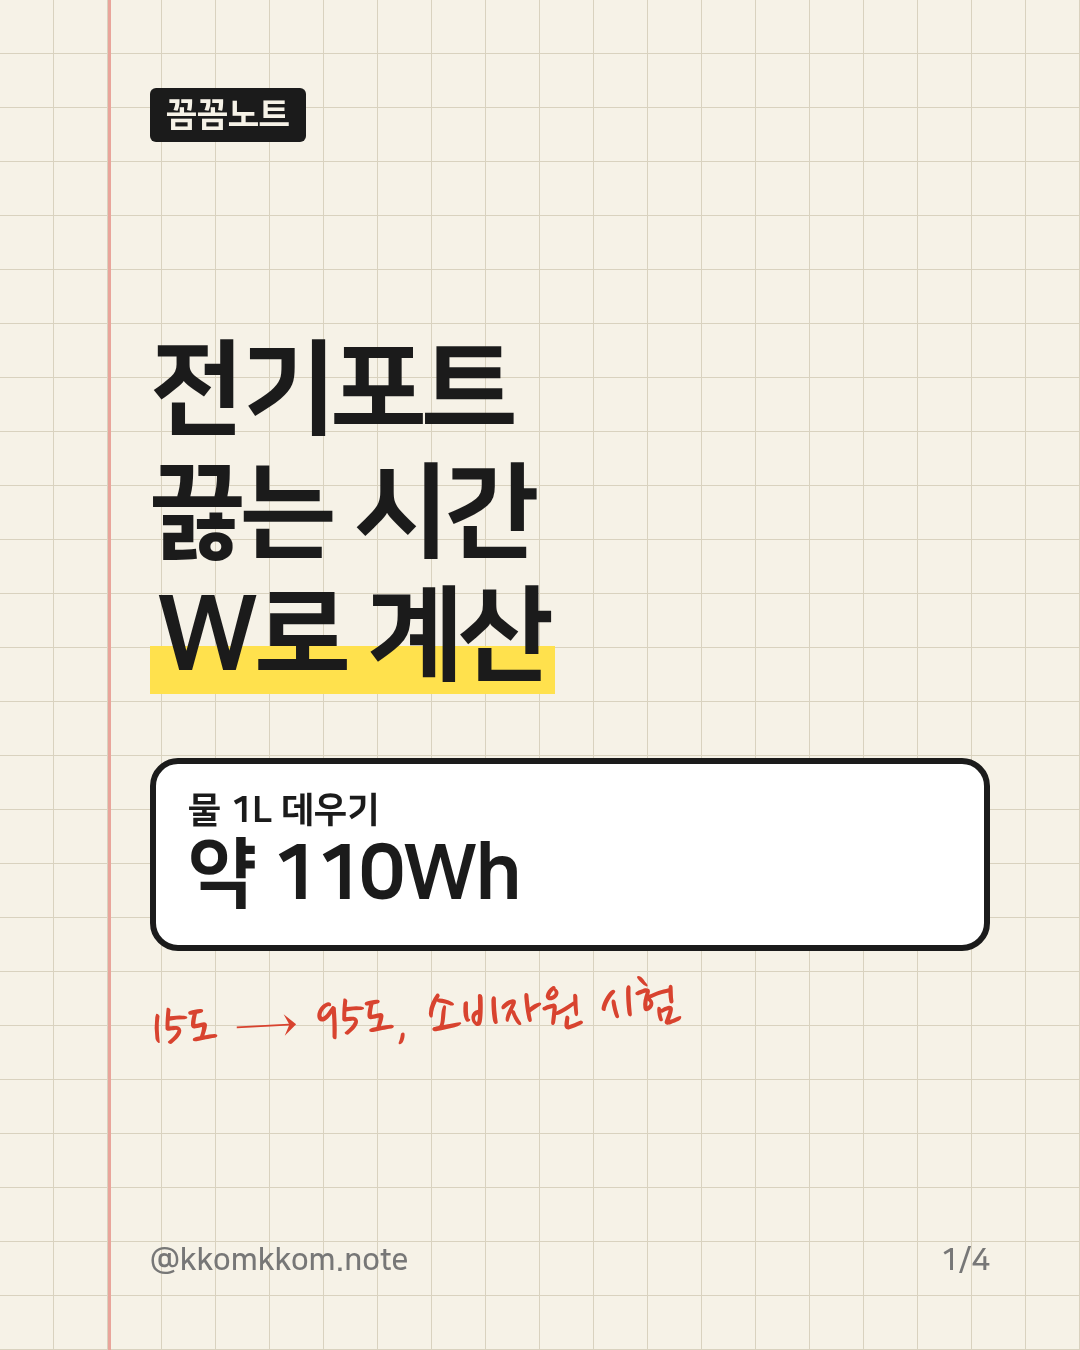 꼼꼼노트
전기포트
끓는 시간
W로 계산
물 1L 데우기
약 110Wh
15도 → 95도, 소비자원 시험
@kkomkkom.note
1/4